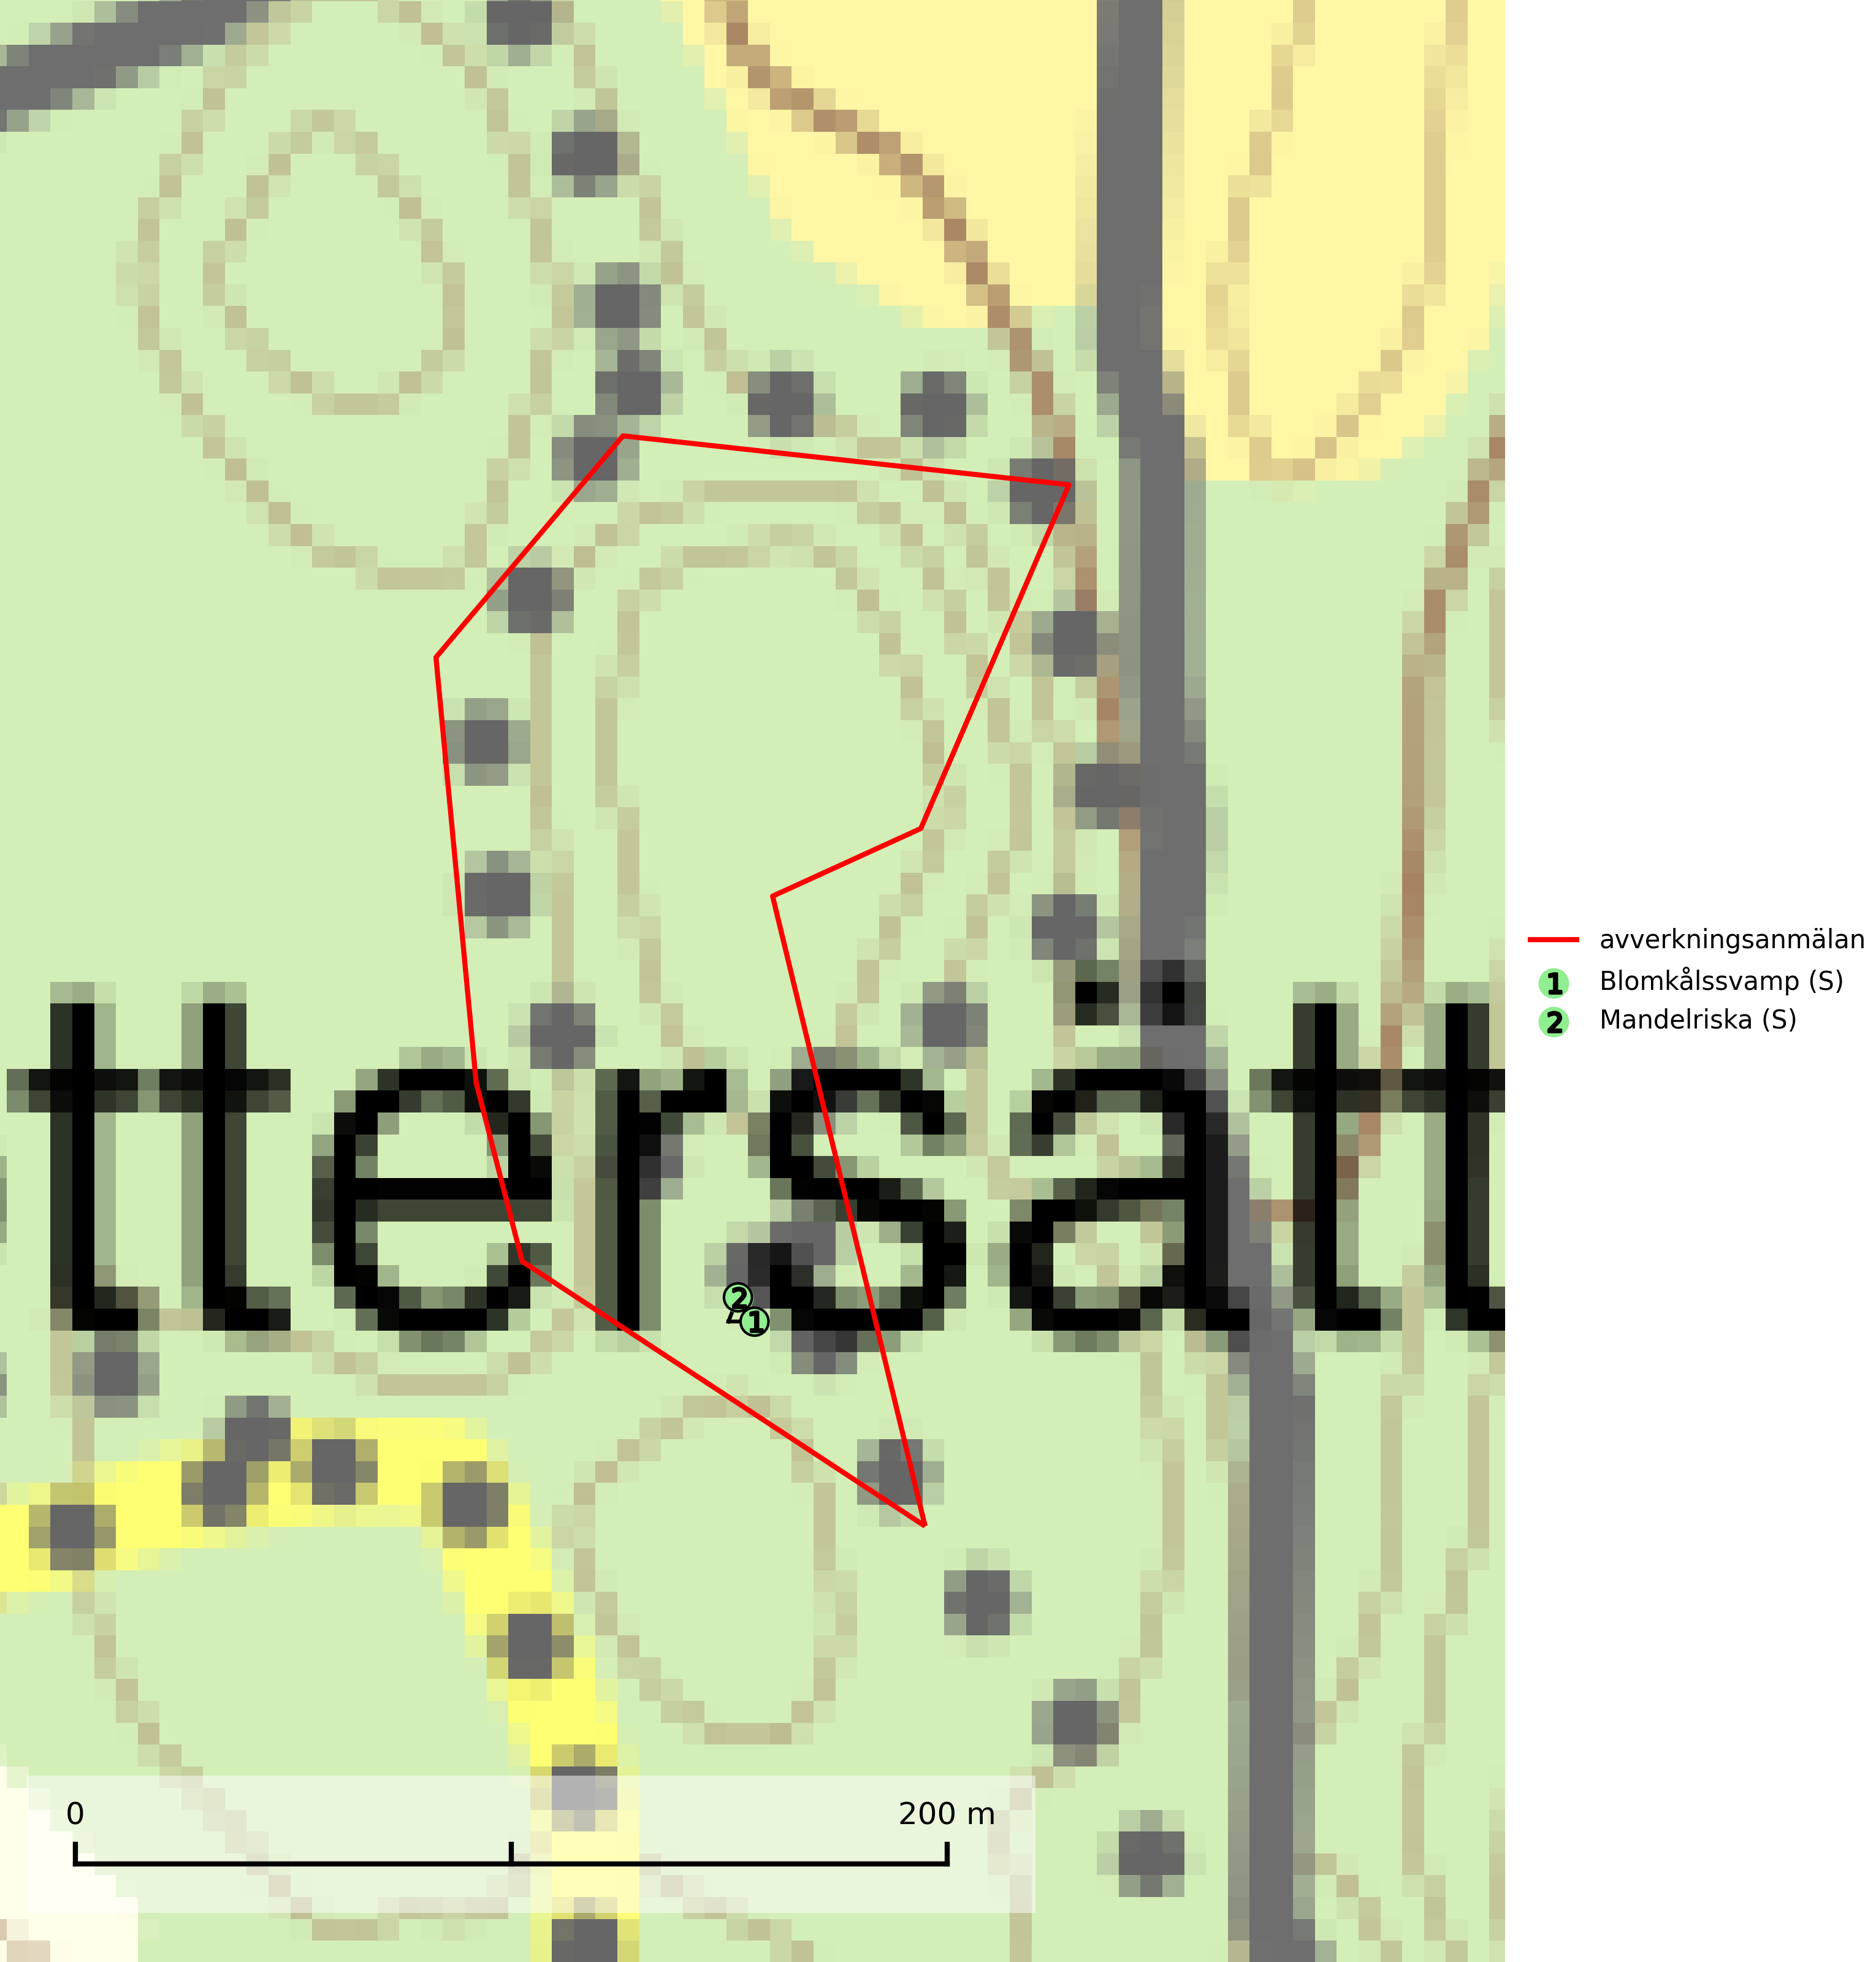 ttersätt
avverkningsanmälan
1 Blomkålssvamp (S)
2 Mandelriska (S)
2
1
0 200 m